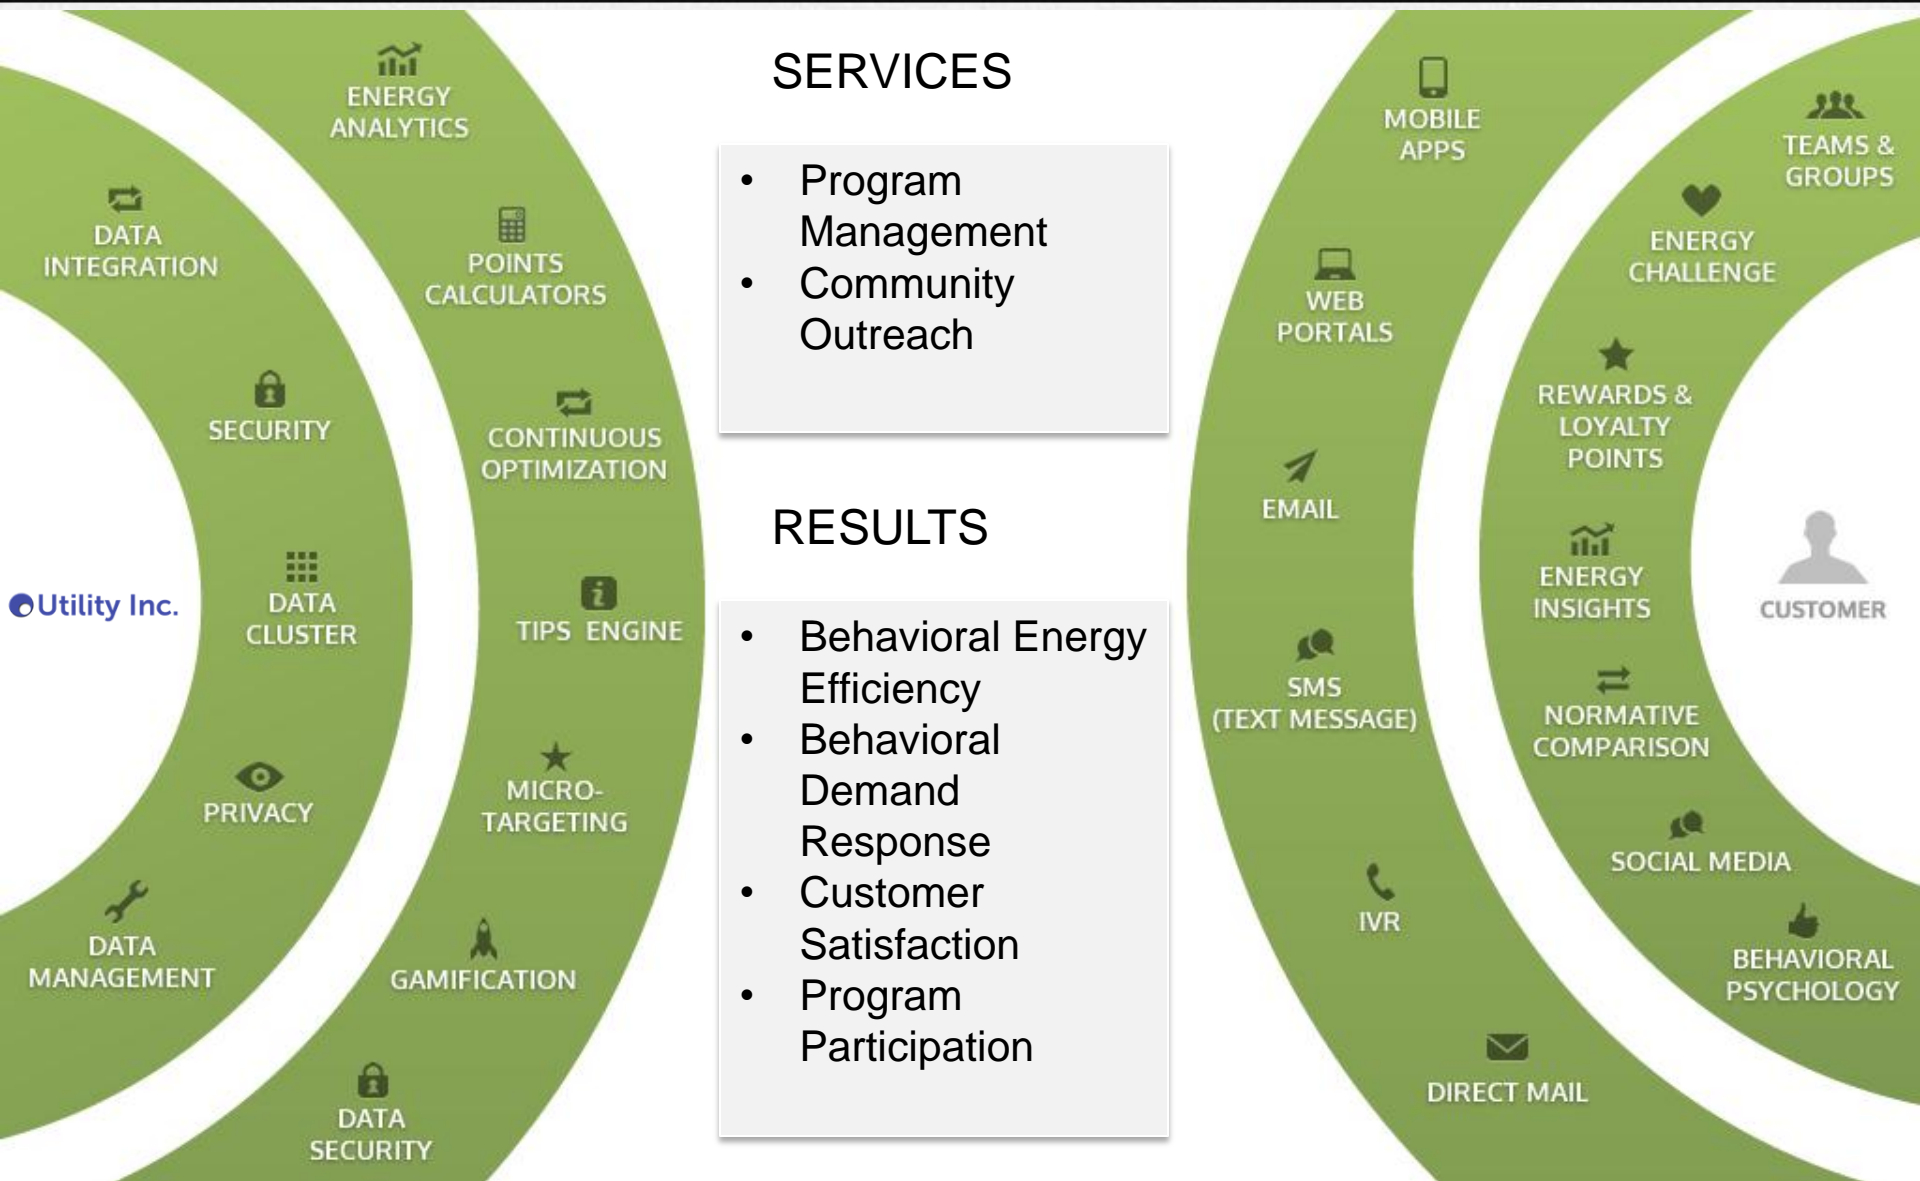 Utility Inc.
DATA
INTEGRATION
SECURITY
DATA
CLUSTER
PRIVACY
DATA
MANAGEMENT
ENERGY
ANALYTICS
POINTS
CALCULATORS
CONTINUOUS
OPTIMIZATION
TIPS ENGINE
MICRO-
TARGETING
GAMIFICATION
DATA
SECURITY
SERVICES
• Program
Management
• Community
Outreach
RESULTS
• Behavioral Energy
Efficiency
• Behavioral
Demand
Response
• Customer
Satisfaction
• Program
Participation
MOBILE
APPS
WEB
PORTALS
EMAIL
SMS
(TEXT MESSAGE)
IVR
DIRECT MAIL
TEAMS &
GROUPS
ENERGY
CHALLENGE
REWARDS &
LOYALTY
POINTS
ENERGY
INSIGHTS
NORMATIVE
COMPARISON
SOCIAL MEDIA
BEHAVIORAL
PSYCHOLOGY
CUSTOMER